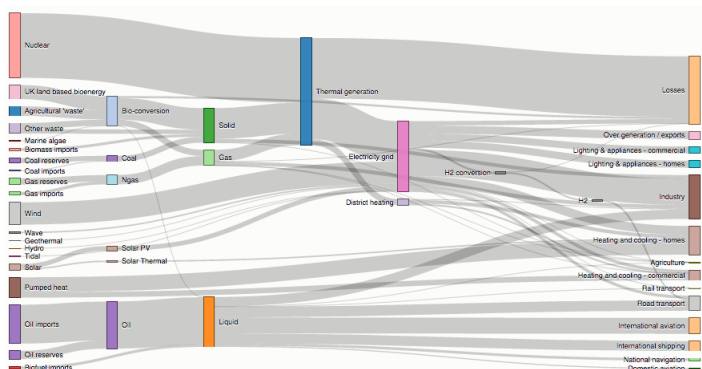 Nuclear
UK land based bioenergy
Agricultural 'waste'
Other waste
Marine algae
Biomass imports
Coal reserves
Coal imports
Gas reserves
Gas imports
Wind
Wave
Geothermal
Hydro
Tidal
Solar
Pumped heat
Oil imports
Oil reserves
Biofuel imports
Bio-conversion
Coal
Ngas
Solar PV
Solar Thermal
Oil
Solid
Gas
Liquid
Thermal generation
Electricity grid
District heating
H2 conversion
H2
Losses
Over generation / exports
Lighting & appliances - commercial
Lighting & appliances - homes
Industry
Heating and cooling - homes
Agriculture
Heating and cooling - commercial
Rail transport
Road transport
International aviation
International shipping
National navigation
Domestic aviation